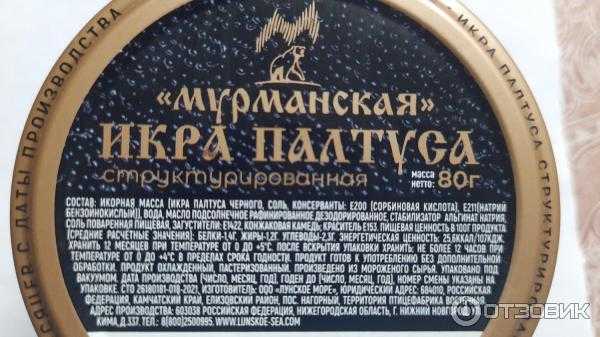 «Мурманская»
ИКРА ПАЛТУСА
структурированная
масса нетто: 80г
СОСТАВ: ИКОРНАЯ МАССА (ИКРА ПАЛТУСА ЧЕРНОГО, СОЛЬ, КОНСЕРВАНТЫ: Е200 (СОРБИНОВАЯ КИСЛОТА), Е211(НАТРИЙ
БЕНЗОЙНОКИСЛЫЙ)), ВОДА, МАСЛО ПОДСОЛНЕЧНОЕ РАФИНИРОВАННОЕ ДЕЗОДОРИРОВАННОЕ, СТАБИЛИЗАТОР АЛЬГИНАТ НАТРИЯ,
СОЛЬ ПОВАРЕННАЯ ПИЩЕВАЯ, ЗАГУСТИТЕЛИ: Е1422, КОНЖАКОВАЯ КАМЕДЬ; КРАСИТЕЛЬ Е153. ПИЩЕВАЯ ЦЕННОСТЬ В 100Г ПРОДУКТА
(СРЕДНИЕ РАСЧЕТНЫЕ ЗНАЧЕНИЯ): БЕЛКИ-1,4Г. ЖИРЫ-1,2Г. УГЛЕВОДЫ-2,3Г. ЭНЕРГЕТИЧЕСКАЯ ЦЕННОСТЬ: 25,6ККАЛ/107КДЖ.
ХРАНИТЬ 12 МЕСЯЦЕВ ПРИ ТЕМПЕРАТУРЕ ОТ 0 ДО +5°С. ПОСЛЕ ВСКРЫТИЯ УПАКОВКИ ХРАНИТЬ: НЕ БОЛЕЕ 12 ЧАСОВ ПРИ
ТЕМПЕРАТУРЕ ОТ 0 ДО +4°С В ПРЕДЕЛАХ СРОКА ГОДНОСТИ. ПРОДУКТ ГОТОВ К УПОТРЕБЛЕНИЮ БЕЗ ДОПОЛНИТЕЛЬНОЙ
ОБРАБОТКИ. ПРОДУКТ ОХЛАЖДЕННЫЙ, ПАСТЕРИЗОВАННЫЙ. ПРОИЗВЕДЕНО ИЗ МОРОЖЕНОГО СЫРЬЯ. УПАКОВАНО ПОД
ВАКУУМОМ. ДАТА ПРОИЗВОДСТВА (ЧИСЛО, МЕСЯЦ, ГОД), ГОДЕН ДО (ЧИСЛО, МЕСЯЦ, ГОД), НОМЕР СМЕНЫ УКАЗАНЫ НА
УПАКОВКЕ. СТО 26180181-013-2021. ИЗГОТОВИТЕЛЬ: ООО «ЛУНСКОЕ МОРЕ», ЮРИДИЧЕСКИЙ АДРЕС: 684010, РОССИЙСКАЯ
ФЕДЕРАЦИЯ, КАМЧАТСКИЙ КРАЙ, ЕЛИЗОВСКИЙ РАЙОН, ПОС. НАГОРНЫЙ, ТЕРРИТОРИЯ ПТИЦЕФАБРИКА
АДРЕС ПРОИЗВОДСТВА: 603038 РОССИЙСКАЯ ФЕДЕРАЦИЯ, НИЖЕГОРОДСКАЯ ОБЛАСТЬ, Г. НИЖНИЙ
КИМА, Д.337. ТЕЛ.: 8(800)2500995. WWW.LUNSKOE-SEA.COM
С ДАТЫ ПРОИЗВОДСТВА
ИКРА ПАЛТУСА
ОТЗОВИК